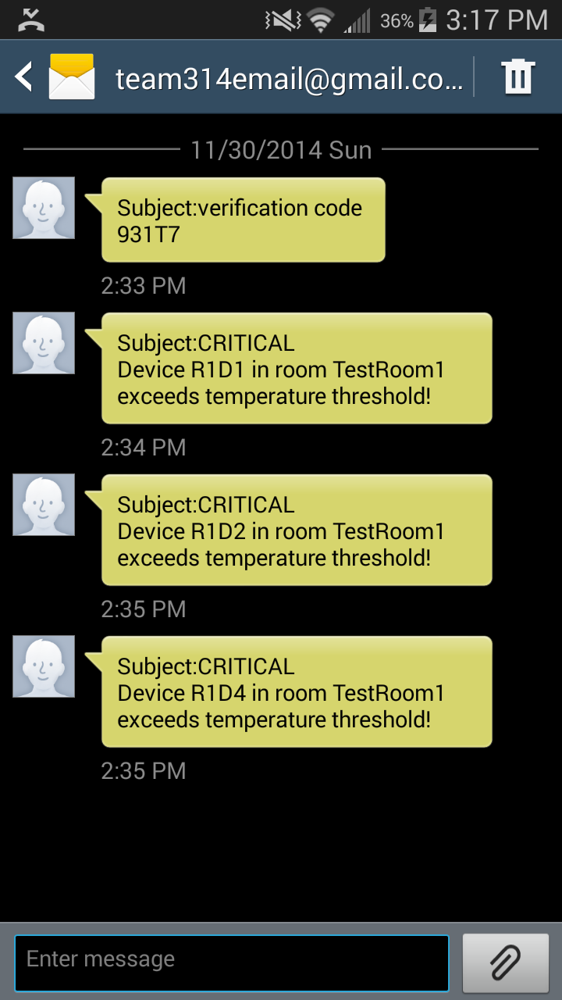 36% 3:17 PM
team314email@gmail.co...
11/30/2014 Sun
Subject:verification code
931T7
2:33 PM
Subject:CRITICAL
Device R1D1 in room TestRoom1
exceeds temperature threshold!
2:34 PM
Subject:CRITICAL
Device R1D2 in room TestRoom1
exceeds temperature threshold!
2:35 PM
Subject:CRITICAL
Device R1D4 in room TestRoom1
exceeds temperature threshold!
2:35 PM
Enter message